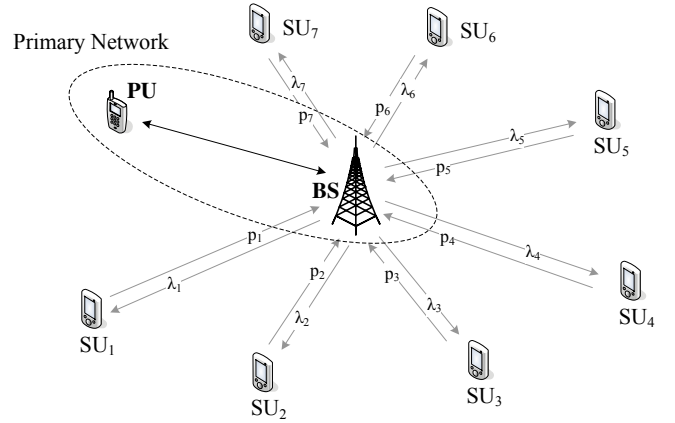 SU₇
SU₆
Primary Network
PU
λ₇
p₇
p₆
λ₆
λ₅
p₅
SU₅
BS
p₁
λ₁
p₂
λ₂
p₃
λ₃
p₄
λ₄
SU₄
SU₁
SU₂
SU₃